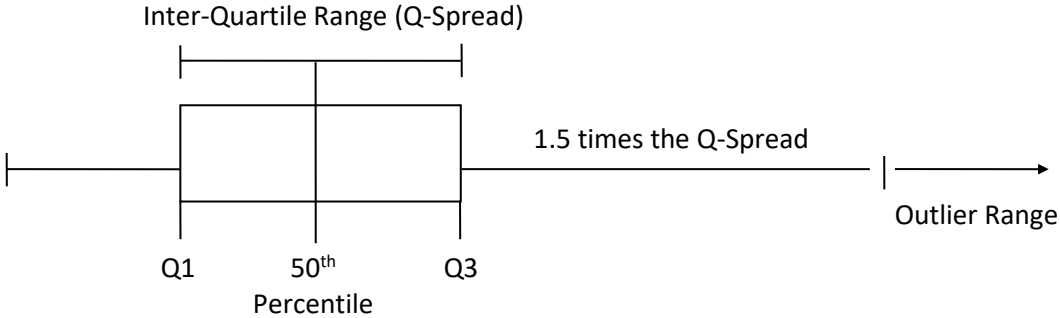 Inter-Quartile Range (Q-Spread)
1.5 times the Q-Spread
Outlier Range
Q1
50th
Percentile
Q3